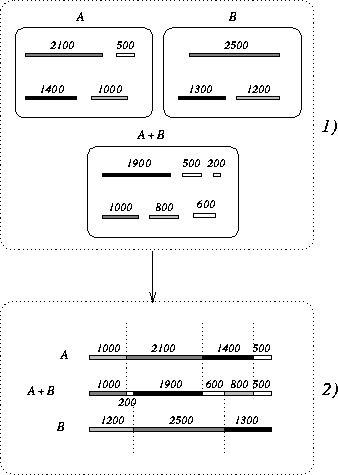 A B
2100 500 2500
1400 1000 1300 1200
1)
A + B
1900 500 200
1000 800 600
1000 2100 1400 500
A
1000 1900 600 800 500
A + B
200
2)
1200 2500 1300
B